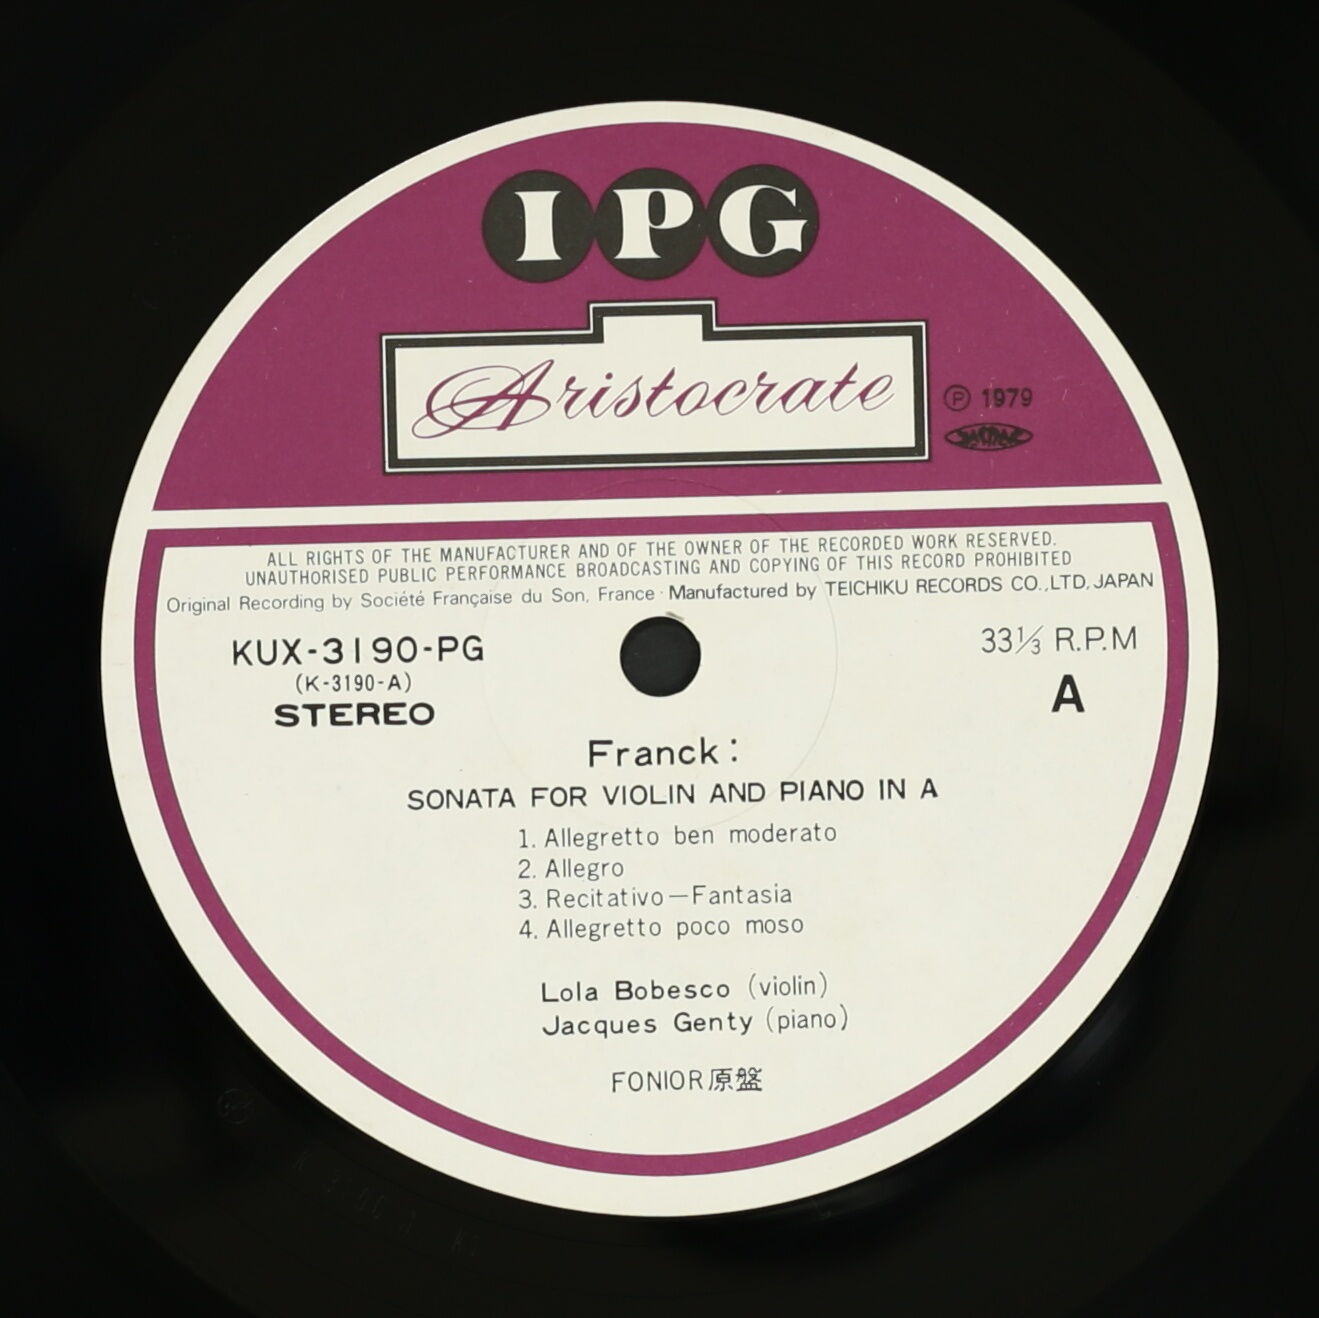 IPG
Aristocrate
Ⓟ 1979
JASRAC
ALL RIGHTS OF THE MANUFACTURER AND OF THE OWNER OF THE RECORDED WORK RESERVED.
UNAUTHORISED PUBLIC PERFORMANCE BROADCASTING AND COPYING OF THIS RECORD PROHIBITED
Original Recording by Société Française du Son, France · Manufactured by TEICHIKU RECORDS CO.,LTD, JAPAN
KUX-3190-PG
33⅓ R.P.M
(K-3190-A)
A
STEREO
Franck:
SONATA FOR VIOLIN AND PIANO IN A
1. Allegretto ben moderato
2. Allegro
3. Recitativo—Fantasia
4. Allegretto poco moso
Lola Bobesco (violin)
Jacques Genty (piano)
FONIOR原盤